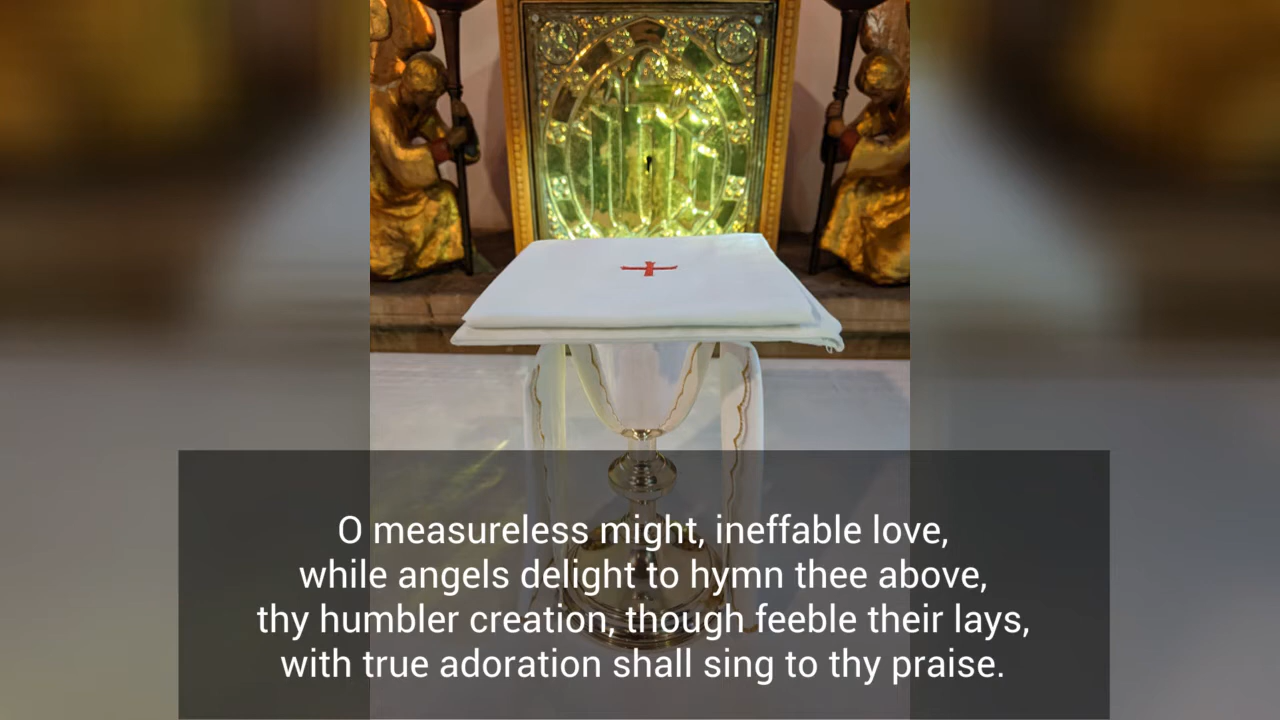 O measureless might, ineffable love,
while angels delight to hymn thee above,
thy humbler creation, though feeble their lays,
with true adoration shall sing to thy praise.